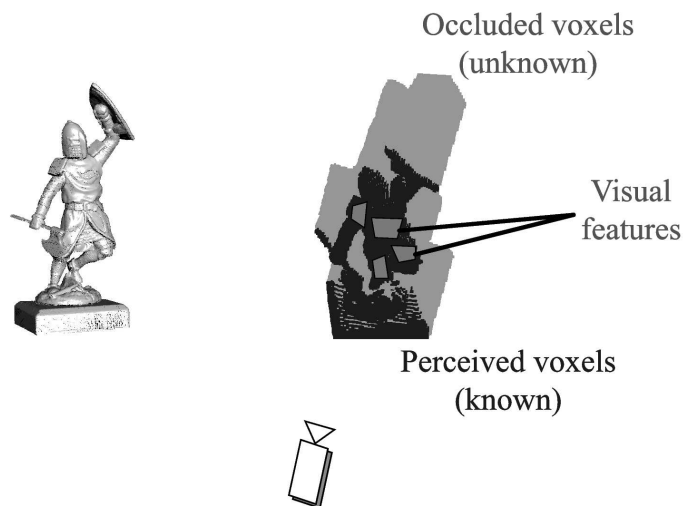 Occluded voxels
(unknown)
Visual
features
Perceived voxels
(known)